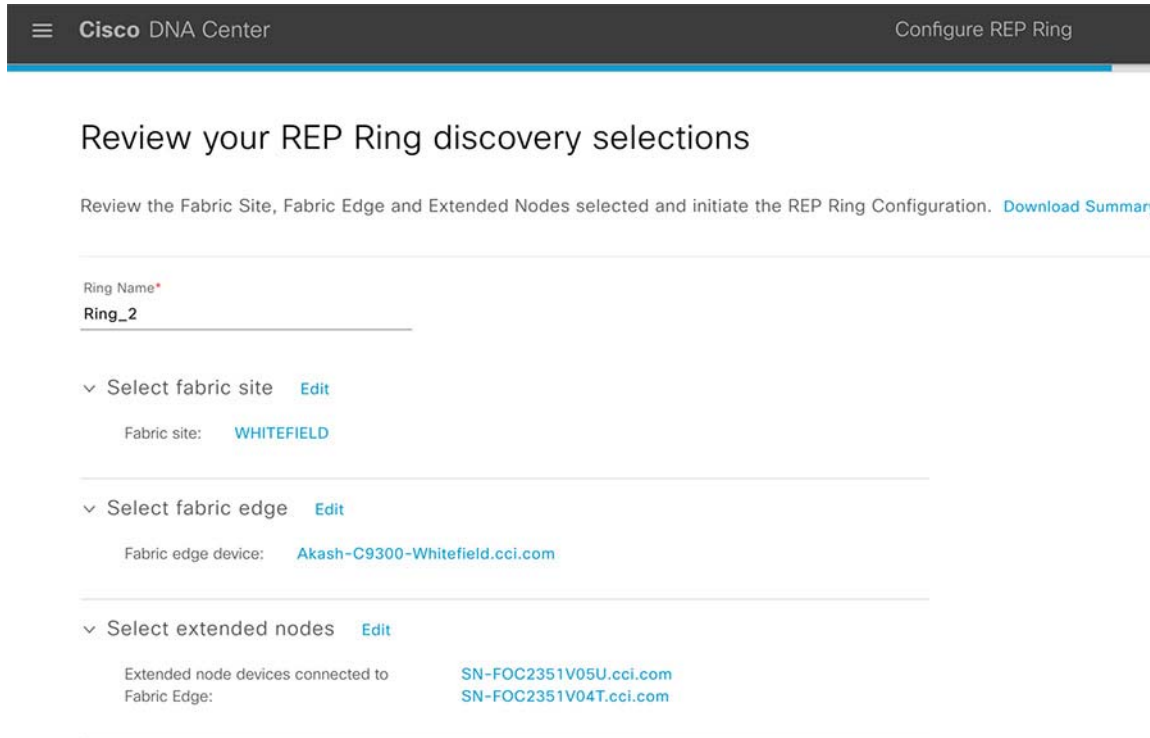 Cisco DNA Center
Configure REP Ring
Review your REP Ring discovery selections
Review the Fabric Site, Fabric Edge and Extended Nodes selected and initiate the REP Ring Configuration. Download Summar
Ring Name*
Ring_2
Select fabric site Edit
Fabric site: WHITEFIELD
Select fabric edge Edit
Fabric edge device: Akash-C9300-Whitefield.cci.com
Select extended nodes Edit
Extended node devices connected to SN-FOC2351V05U.cci.com
Fabric Edge: SN-FOC2351V04T.cci.com